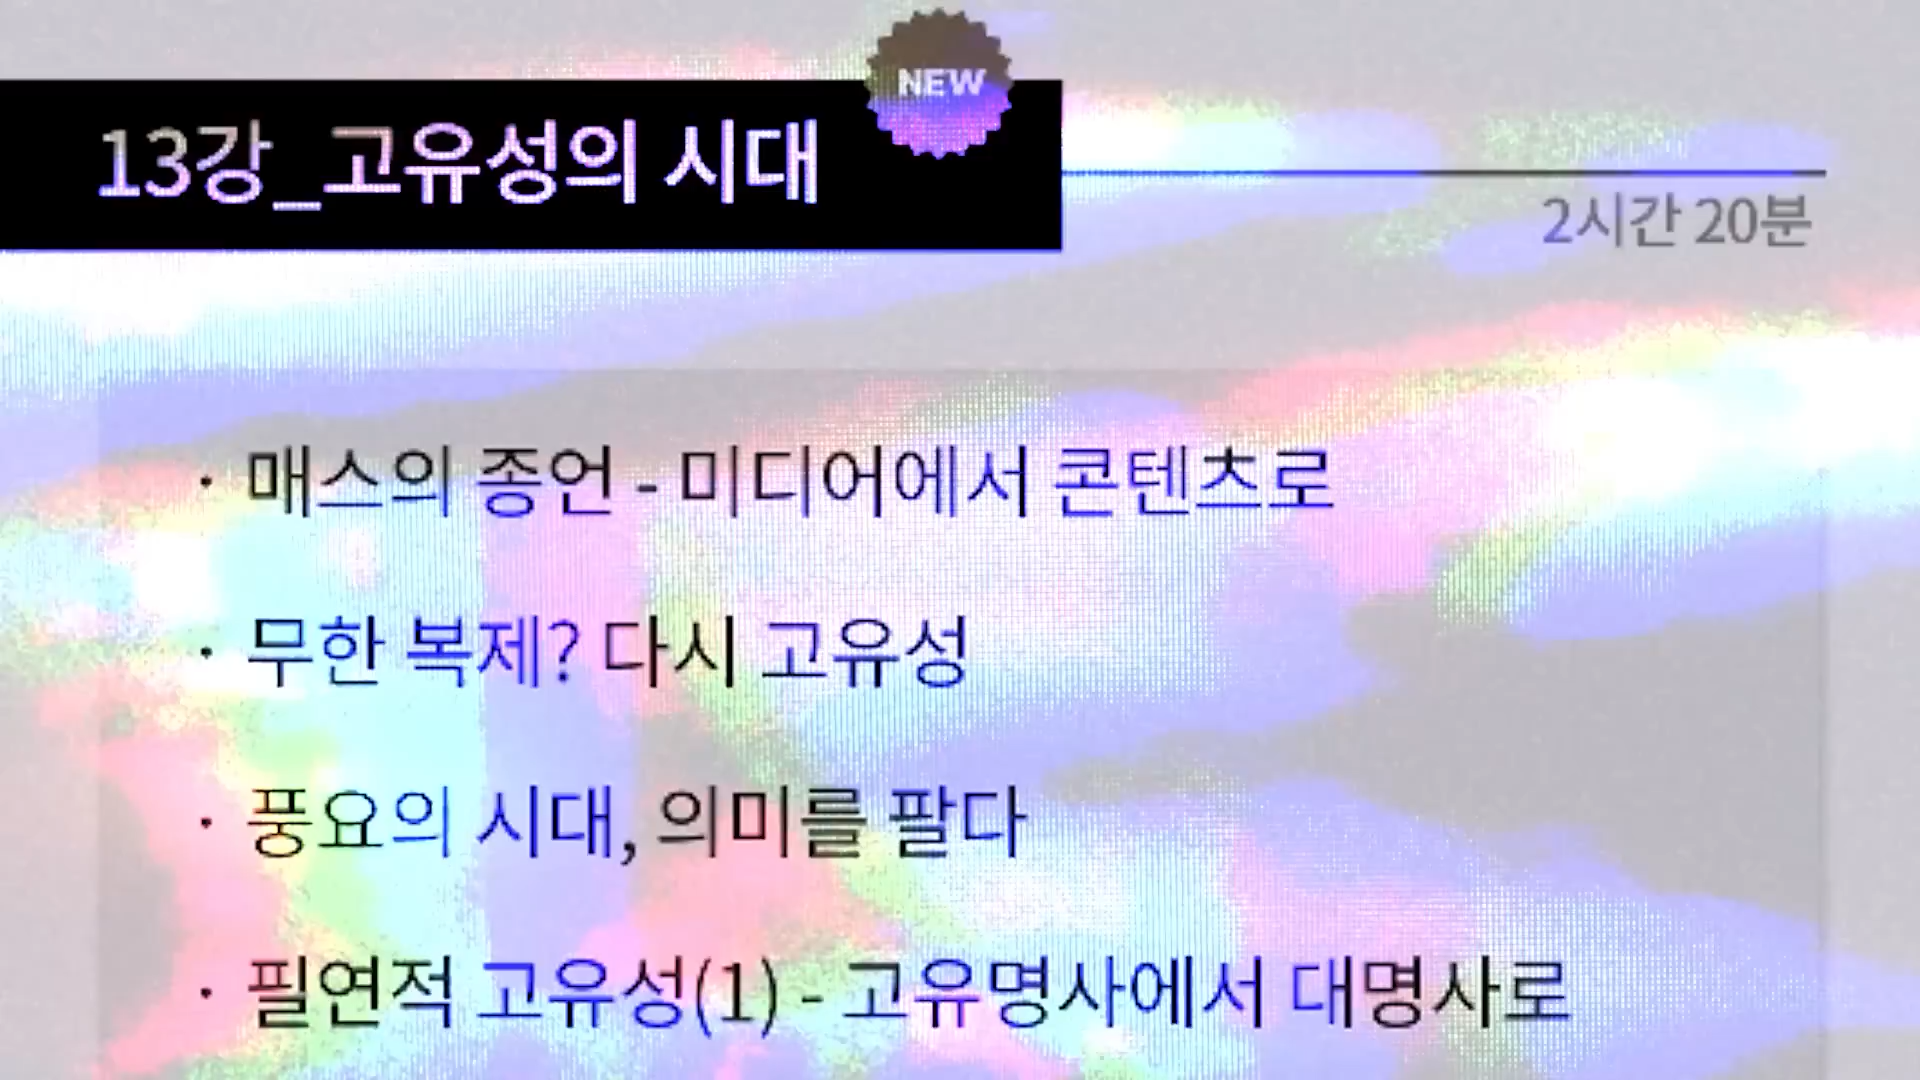 NEW
13강_고유성의 시대
2시간 20분
· 매스의 종언 - 미디어에서 콘텐츠로
· 무한 복제? 다시 고유성
· 풍요의 시대, 의미를 팔다
· 필연적 고유성(1) - 고유명사에서 대명사로